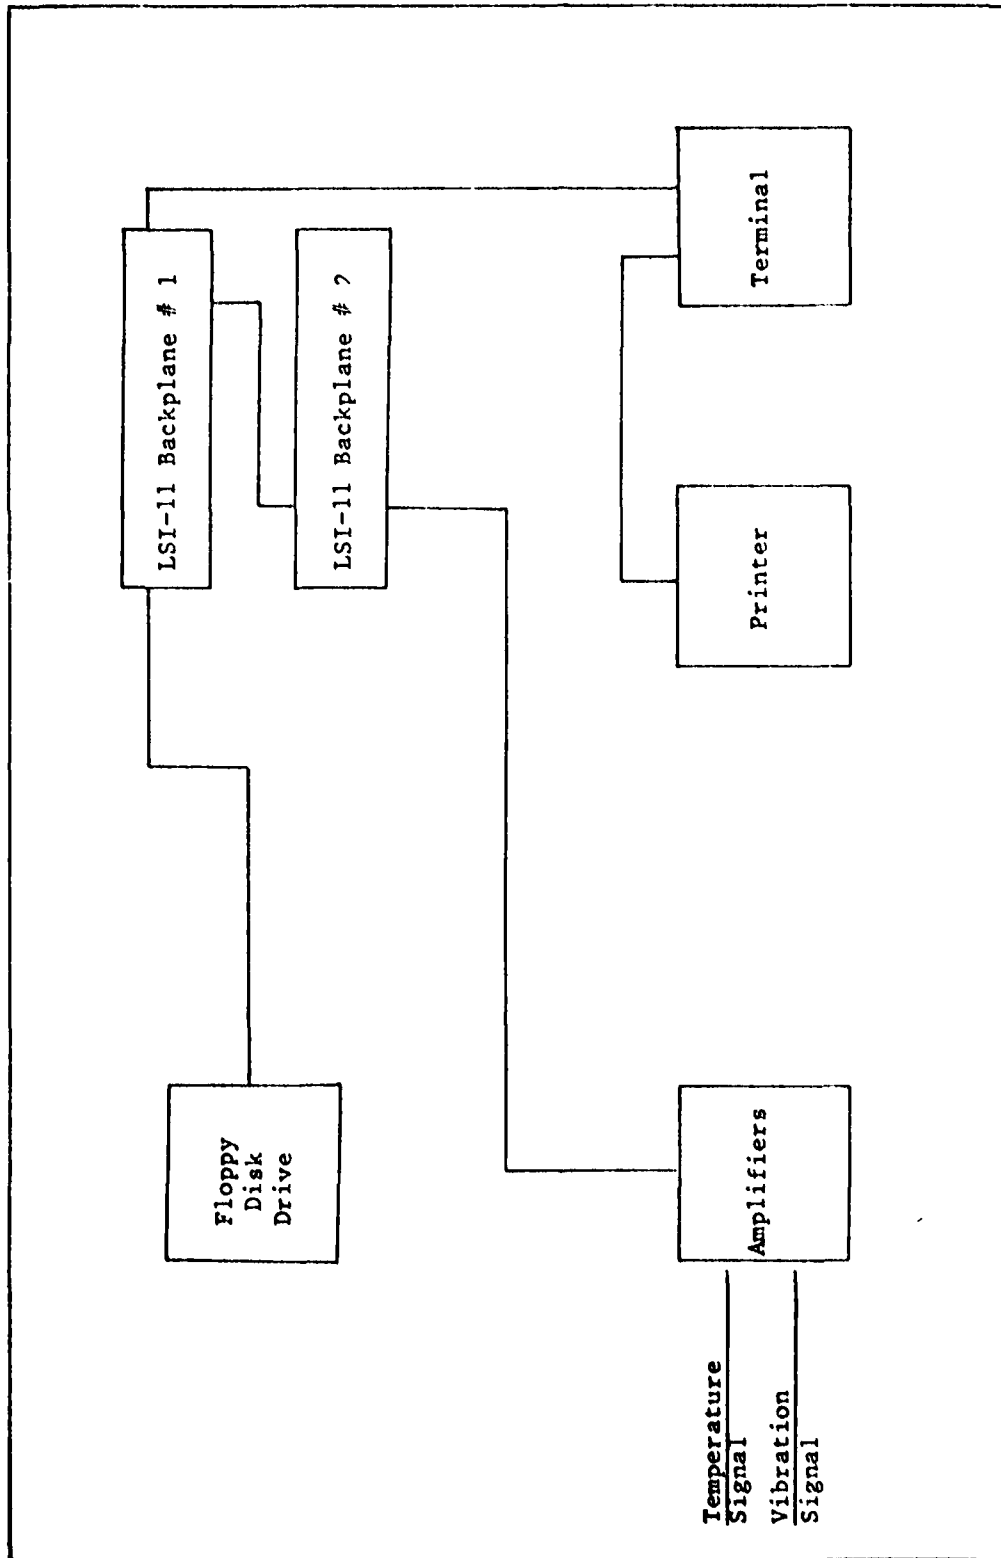 LSI-11 Backplane # 1
Floppy
Disk
Drive
LSI-11 Backplane # 2
Temperature
Signal
Vibration
Signal
Amplifiers
Printer
Terminal